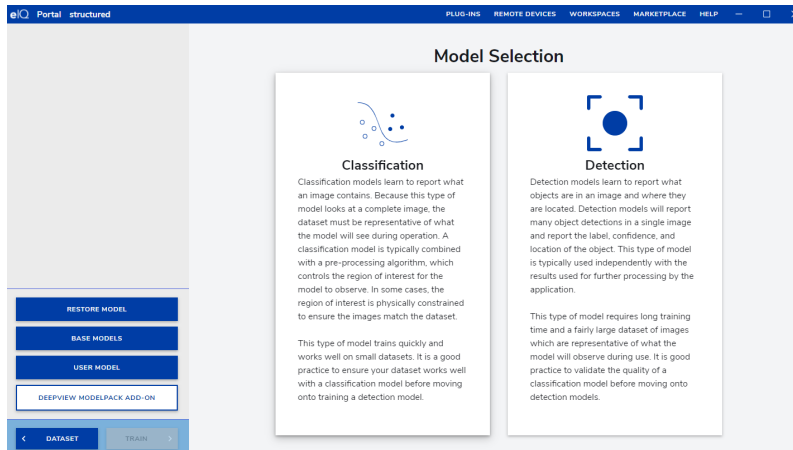 eIQ Portal structured PLUG-INS REMOTE DEVICES WORKSPACES MARKETPLACE HELP
Model Selection
Classification
Classification models learn to report what
an image contains. Because this type of
model looks at a complete image, the
dataset must be representative of what
the model will see during operation. A
classification model is typically combined
with a pre-processing algorithm, which
controls the region of interest for the
model to observe. In some cases, the
region of interest is physically constrained
to ensure the images match the dataset.
This type of model trains quickly and
works well on small datasets. It is a good
practice to ensure your dataset works well
with a classification model before moving
onto training a detection model.
Detection
Detection models learn to report what
objects are in an image and where they
are located. Detection models will report
many object detections in a single image
and report the label, confidence, and
location of the object. This type of model
is typically used independently with the
results used for further processing by the
application.
This type of model requires long training
time and a fairly large dataset of images
which are representative of what the
model will observe during use. It is good
practice to validate the quality of a
classification model before moving onto
detection models.
RESTORE MODEL
BASE MODELS
USER MODEL
DEEPVIEW MODELPACK ADD-ON
DATASET
TRAIN